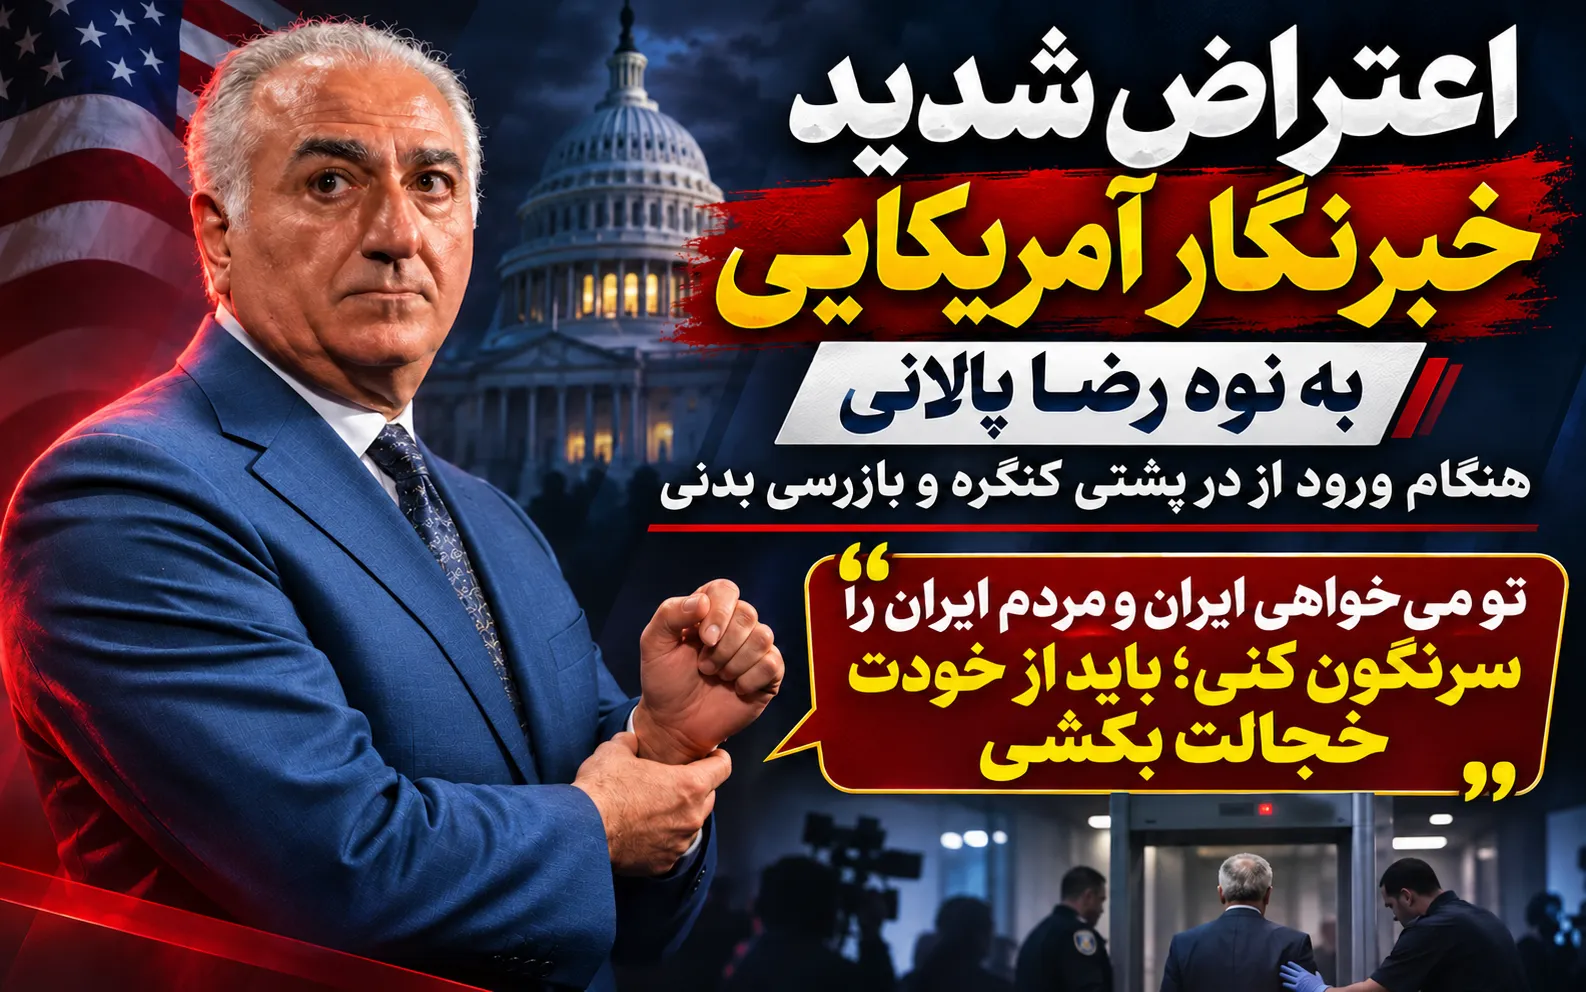 اعتراض شدید
خبرنگار آمریکایی
به نوه رضا پالانی
هنگام ورود از در پشتی کنگره و بازرسی بدنی
“تو می‌خواهی ایران و مردم ایران را
سرنگون کنی؛ باید از خودت
خجالت بکشی”